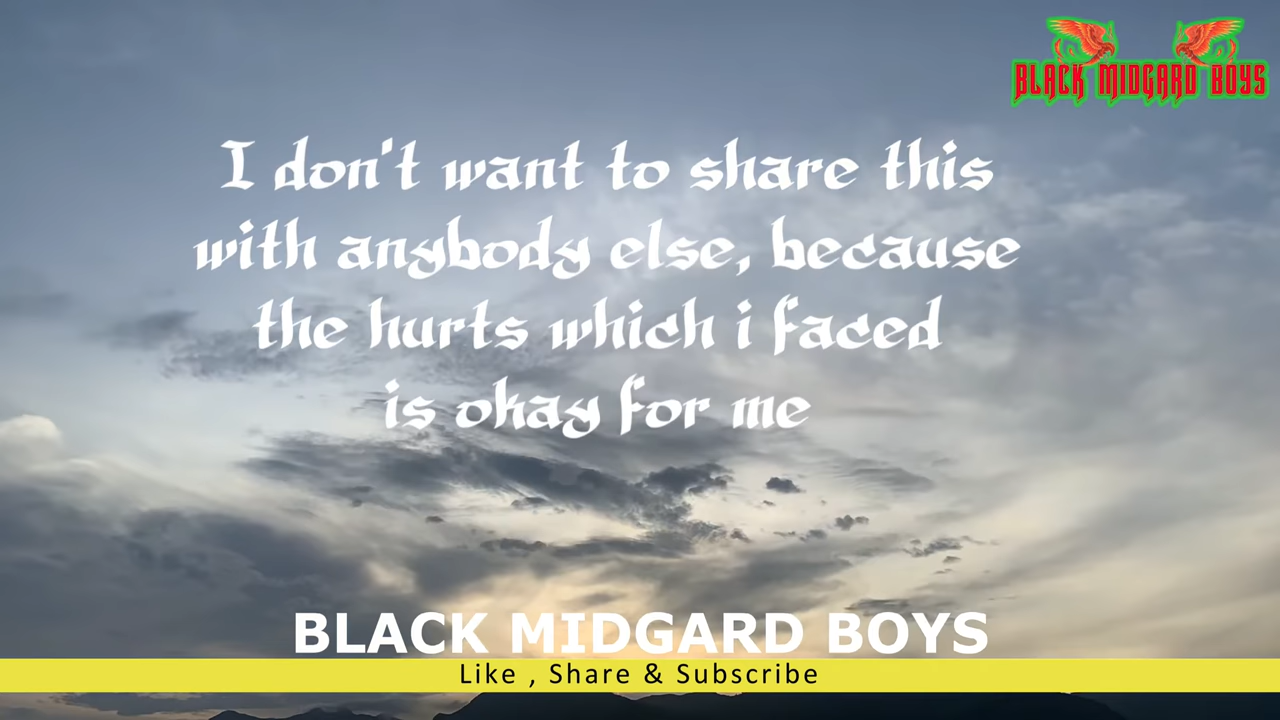 BLACK MIDGARD BOYS
I don't want to share this
with anybody else, because
the hurts which i faced
is okay for me
BLACK MIDGARD BOYS
Like , Share & Subscribe